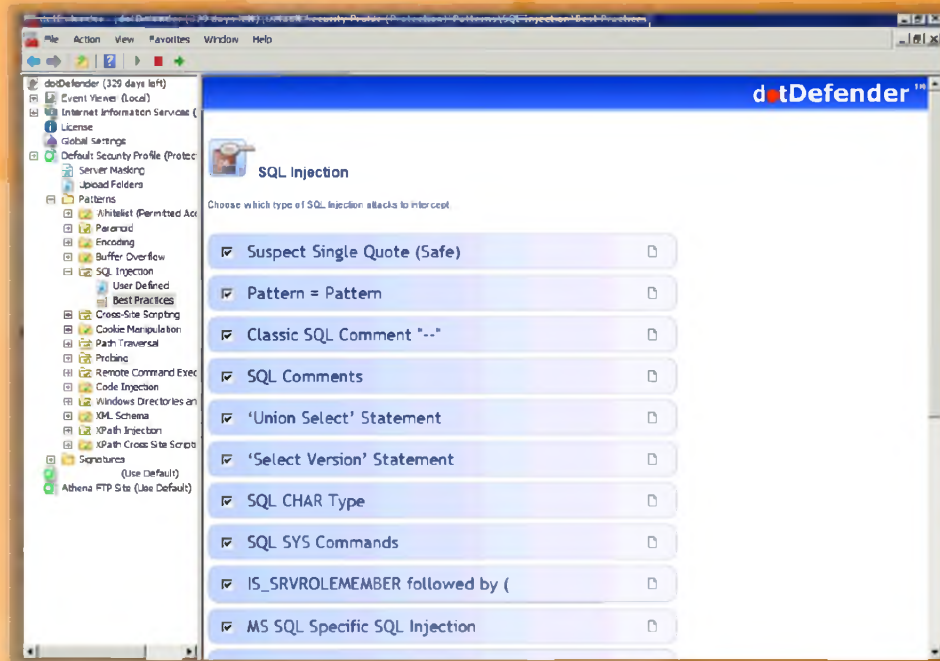 File Action View Favorites Window Help
dotDefender (329 days left)
Event Viewer (Local)
Internet Information Services (
License
Global Settings
Default Security Profile (Protec
Server Masking
Upload Folders
Patterns
Whitelist (Permitted Acc
Paranoid
Encoding
Buffer Overflow
SQL Injection
User Defined
Best Practices
Cross-Site Scripting
Cookie Manipulation
Path Traversal
Probing
Remote Command Exec
Code Injection
Windows Directories an
XML Schema
XPath Injection
XPath Cross Site Scripti
Signatures
(Use Default)
Athena FTP Site (Use Default)
dotDefender™
SQL Injection
Choose which type of SQL Injection attacks to intercept
Suspect Single Quote (Safe)
Pattern = Pattern
Classic SQL Comment "--"
SQL Comments
'Union Select' Statement
'Select Version' Statement
SQL CHAR Type
SQL SYS Commands
IS_SRVROLEMEMBER followed by (
MS SQL Specific SQL Injection